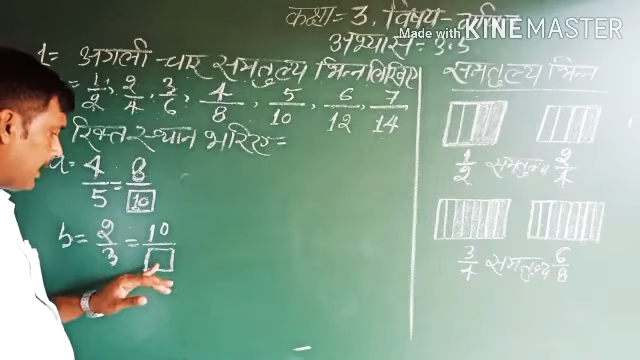 कक्षा = 3. विषय - गणित
Made with KINEMASTER
अभ्यास = 3.5
1 = अगली चार समतुल्य भिन्न लिखिए
= 1/2, 2/4, 3/6, 4/8, 5/10, 6/12, 7/14,
रिक्त स्थान भरिए =
a = 4/5 = 8/10
b = 2/3 = 10/□
समतुल्य भिन्न
1/2 समतुल्य 2/4
3/4 समतुल्य 6/8